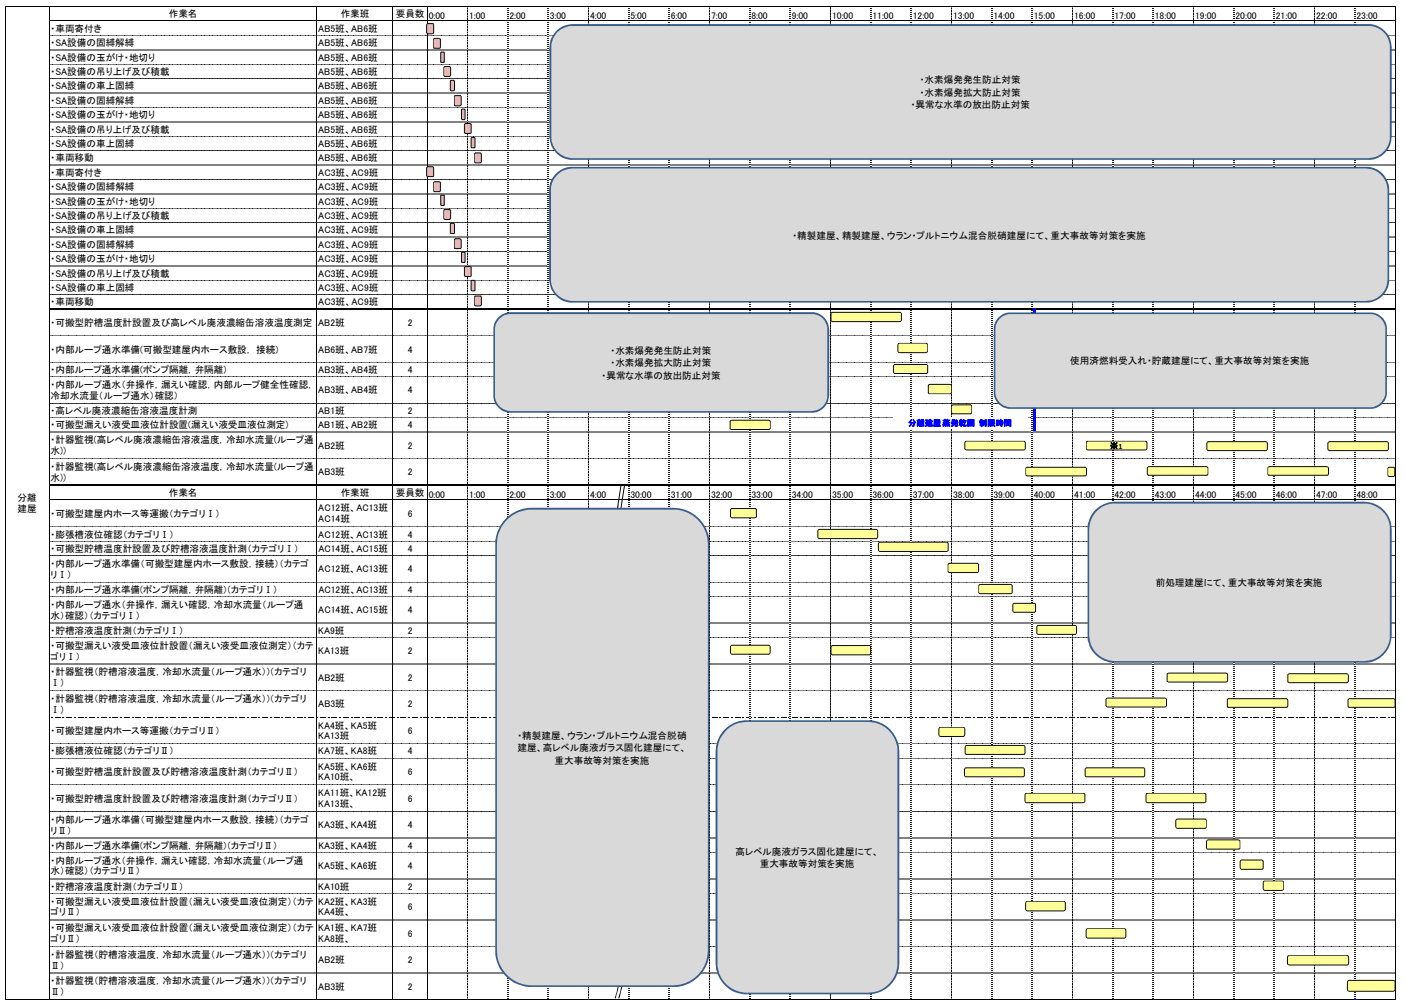 作業名 作業班 要員数 0:00 1:00 2:00 3:00 4:00 5:00 6:00 7:00 8:00 9:00 10:00 11:00 12:00 13:00 14:00 15:00 16:00 17:00 18:00 19:00 20:00 21:00 22:00 23:00
・車両寄付き AB5班、AB6班
・SA設備の固縛解縛 AB5班、AB6班
・SA設備の玉がけ・地切り AB5班、AB6班
・SA設備の吊り上げ及び積載 AB5班、AB6班
・SA設備の車上固縛 AB5班、AB6班
・SA設備の固縛解縛 AB5班、AB6班
・SA設備の玉がけ・地切り AB5班、AB6班
・SA設備の吊り上げ及び積載 AB5班、AB6班
・SA設備の車上固縛 AB5班、AB6班
・車両移動 AB5班、AB6班
・水素爆発発生防止対策
・水素爆発拡大防止対策
・異常な水準の放出防止対策
・車両寄付き AC3班、AC9班
・SA設備の固縛解縛 AC3班、AC9班
・SA設備の玉がけ・地切り AC3班、AC9班
・SA設備の吊り上げ及び積載 AC3班、AC9班
・SA設備の車上固縛 AC3班、AC9班
・SA設備の固縛解縛 AC3班、AC9班
・SA設備の玉がけ・地切り AC3班、AC9班
・SA設備の吊り上げ及び積載 AC3班、AC9班
・SA設備の車上固縛 AC3班、AC9班
・車両移動 AC3班、AC9班
・精製建屋、精製建屋、ウラン・プルトニウム混合脱硝建屋にて、重大事故等対策を実施
・可搬型貯槽温度計設置及び高レベル廃液濃縮缶溶液温度測定 AB2班 2
・内部ループ通水準備(可搬型建屋内ホース敷設，接続) AB6班、AB7班 4
・内部ループ通水準備(ポンプ隔離，弁隔離) AB3班、AB4班 4
・内部ループ通水(弁操作，漏えい確認，内部ループ健全性確認，
冷却水流量(ループ通水)確認) AB3班、AB4班 4
・高レベル廃液濃縮缶溶液温度計測 AB1班 2
・可搬型漏えい液受皿液位計設置(漏えい液受皿液位測定) AB1班、AB2班 4
・計器監視(高レベル廃液濃縮缶溶液温度，冷却水流量(ループ通
水)) AB2班 2
・計器監視(高レベル廃液濃縮缶溶液温度，冷却水流量(ループ通
水)) AB3班 2
・水素爆発発生防止対策
・水素爆発拡大防止対策
・異常な水準の放出防止対策
使用済燃料受入れ・貯蔵建屋にて、重大事故等対策を実施
分離建屋 蒸発乾固 制限時間
※1
分離
建屋
作業名 作業班 要員数 0:00 1:00 2:00 3:00 4:00 30:00 31:00 32:00 33:00 34:00 35:00 36:00 37:00 38:00 39:00 40:00 41:00 42:00 43:00 44:00 45:00 46:00 47:00 48:00
・可搬型建屋内ホース等運搬(カテゴリⅠ) AC12班、AC13班
AC14班 6
・膨張槽液位確認(カテゴリⅠ) AC12班、AC13班 4
・可搬型貯槽温度計設置及び貯槽溶液温度計測(カテゴリⅠ) AC14班、AC15班 4
・内部ループ通水準備(可搬型建屋内ホース敷設，接続)(カテゴ
リⅠ) AC12班、AC13班 4
・内部ループ通水準備(ポンプ隔離，弁隔離)(カテゴリⅠ) AC12班、AC13班 4
・内部ループ通水(弁操作，漏えい確認，冷却水流量(ループ通
水)確認)(カテゴリⅠ) AC14班、AC15班 4
・貯槽溶液温度計測(カテゴリⅠ) KA9班 2
・可搬型漏えい液受皿液位計設置(漏えい液受皿液位測定)(カテ
ゴリⅠ) KA13班 2
・計器監視(貯槽溶液温度，冷却水流量(ループ通水))(カテゴリ
Ⅰ) AB2班 2
・計器監視(貯槽溶液温度，冷却水流量(ループ通水))(カテゴリ
Ⅰ) AB3班 2
前処理建屋にて、重大事故等対策を実施
・可搬型建屋内ホース等運搬(カテゴリⅡ) KA4班、KA5班
KA13班 6
・膨張槽液位確認(カテゴリⅡ) KA7班、KA8班 4
・可搬型貯槽温度計設置及び貯槽溶液温度計測(カテゴリⅡ) KA5班、KA6班
KA10班、 6
・可搬型貯槽温度計設置及び貯槽溶液温度計測(カテゴリⅡ) KA11班、KA12班
KA13班、 6
・内部ループ通水準備(可搬型建屋内ホース敷設，接続)(カテゴ
リⅡ) KA3班、KA4班 4
・内部ループ通水準備(ポンプ隔離，弁隔離)(カテゴリⅡ) KA3班、KA4班 4
・内部ループ通水(弁操作，漏えい確認，冷却水流量(ループ通
水)確認)(カテゴリⅡ) KA5班、KA6班 4
・貯槽溶液温度計測(カテゴリⅡ) KA10班 2
・可搬型漏えい液受皿液位計設置(漏えい液受皿液位測定)(カテ
ゴリⅡ) KA2班、KA3班
KA4班、 6
・可搬型漏えい液受皿液位計設置(漏えい液受皿液位測定)(カテ
ゴリⅡ) KA1班、KA7班
KA8班、 6
・計器監視(貯槽溶液温度，冷却水流量(ループ通水))(カテゴリ
Ⅱ) AB2班 2
・計器監視(貯槽溶液温度，冷却水流量(ループ通水))(カテゴリ
Ⅱ) AB3班 2
・精製建屋、ウラン・プルトニウム混合脱硝
建屋、高レベル廃液ガラス固化建屋にて、
重大事故等対策を実施
高レベル廃液ガラス固化建屋にて、
重大事故等対策を実施